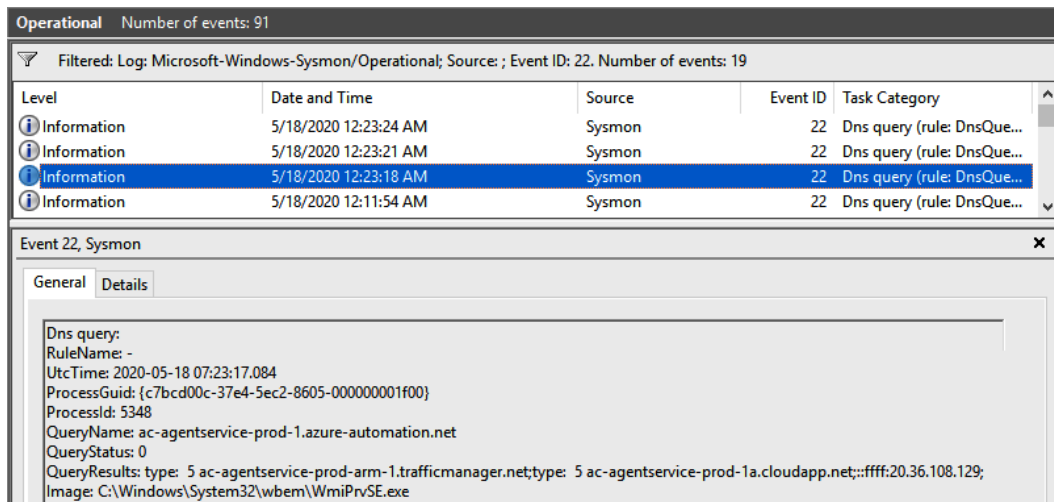 Operational Number of events: 91
Filtered: Log: Microsoft-Windows-Sysmon/Operational; Source: ; Event ID: 22. Number of events: 19
Level Date and Time Source Event ID Task Category
Information 5/18/2020 12:23:24 AM Sysmon 22 Dns query (rule: DnsQue...
Information 5/18/2020 12:23:21 AM Sysmon 22 Dns query (rule: DnsQue...
Information 5/18/2020 12:23:18 AM Sysmon 22 Dns query (rule: DnsQue...
Information 5/18/2020 12:11:54 AM Sysmon 22 Dns query (rule: DnsQue...
Event 22, Sysmon
General Details
Dns query:
RuleName: -
UtcTime: 2020-05-18 07:23:17.084
ProcessGuid: {c7bcd00c-37e4-5ec2-8605-000000001f00}
ProcessId: 5348
QueryName: ac-agentservice-prod-1.azure-automation.net
QueryStatus: 0
QueryResults: type:  5 ac-agentservice-prod-arm-1.trafficmanager.net;type:  5 ac-agentservice-prod-1a.cloudapp.net;::ffff:20.36.108.129;
Image: C:\Windows\System32\wbem\WmiPrvSE.exe